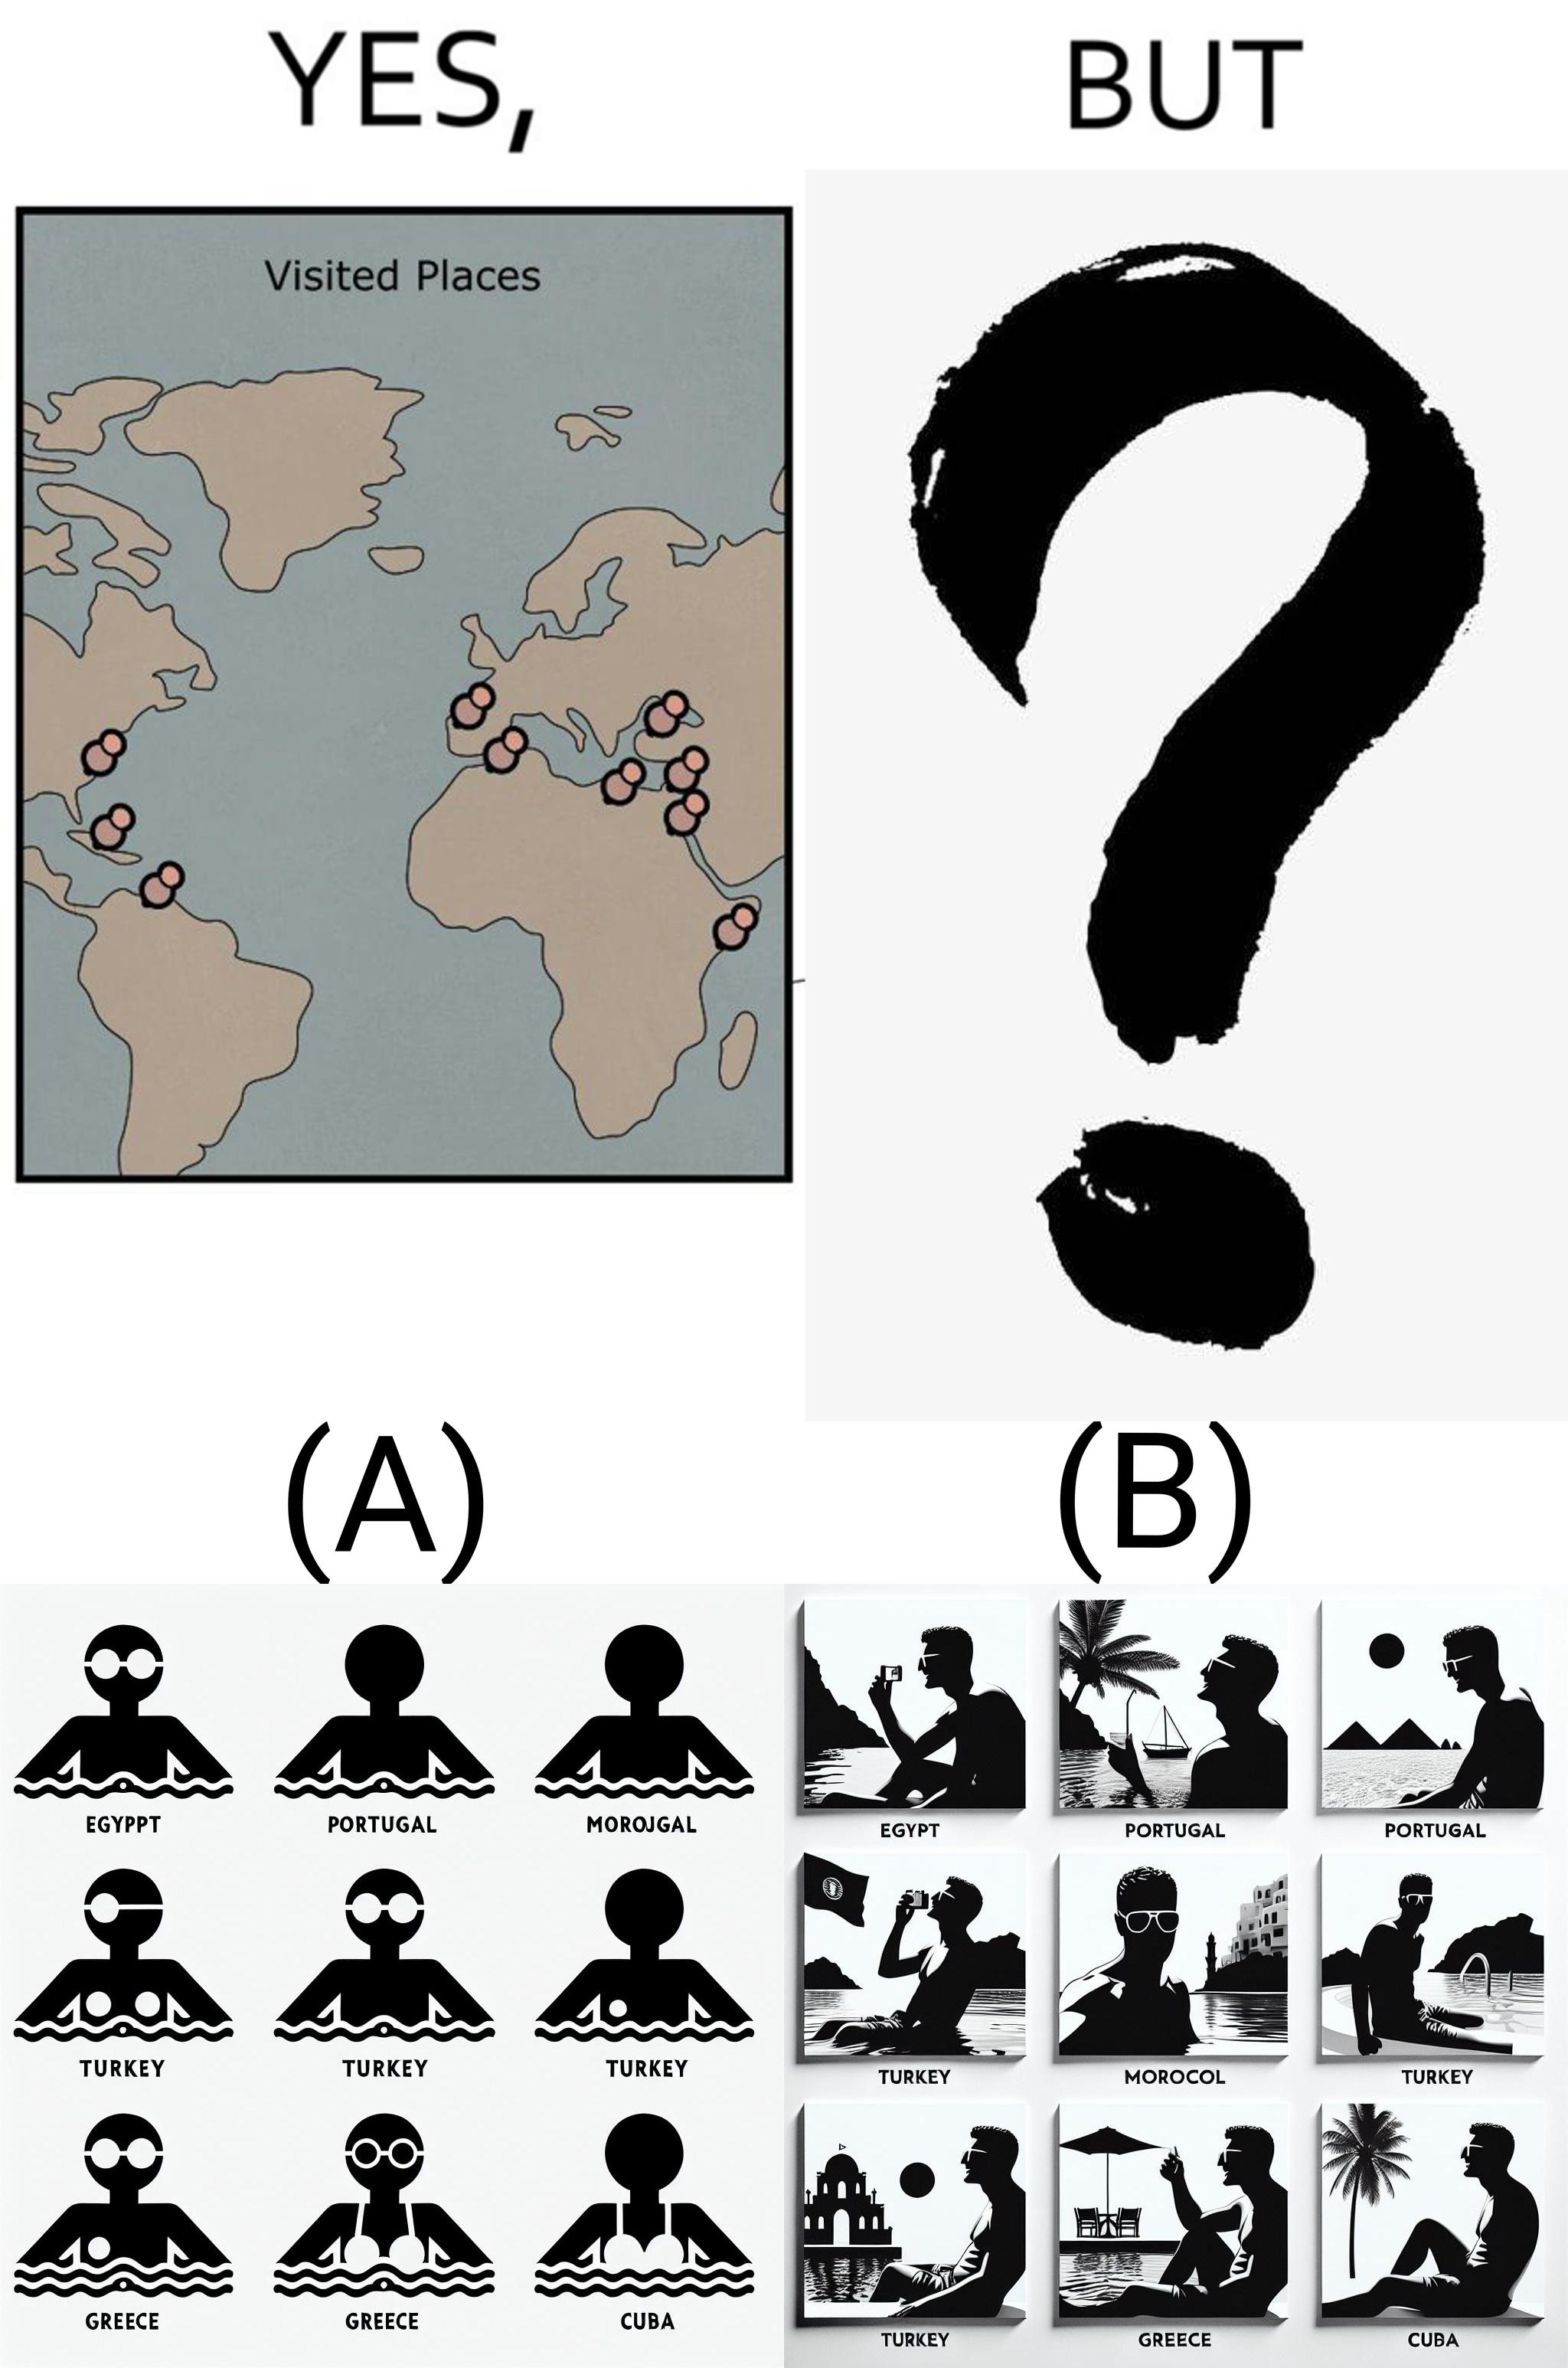 YES, BUT
Visited Places
(A) (B)
EGYPPT PORTUGAL MOROJGAL
TURKEY TURKEY TURKEY
GREECE GREECE CUBA
EGYPT PORTUGAL PORTUGAL
TURKEY MOROCOL TURKEY
TURKEY GREECE CUBA